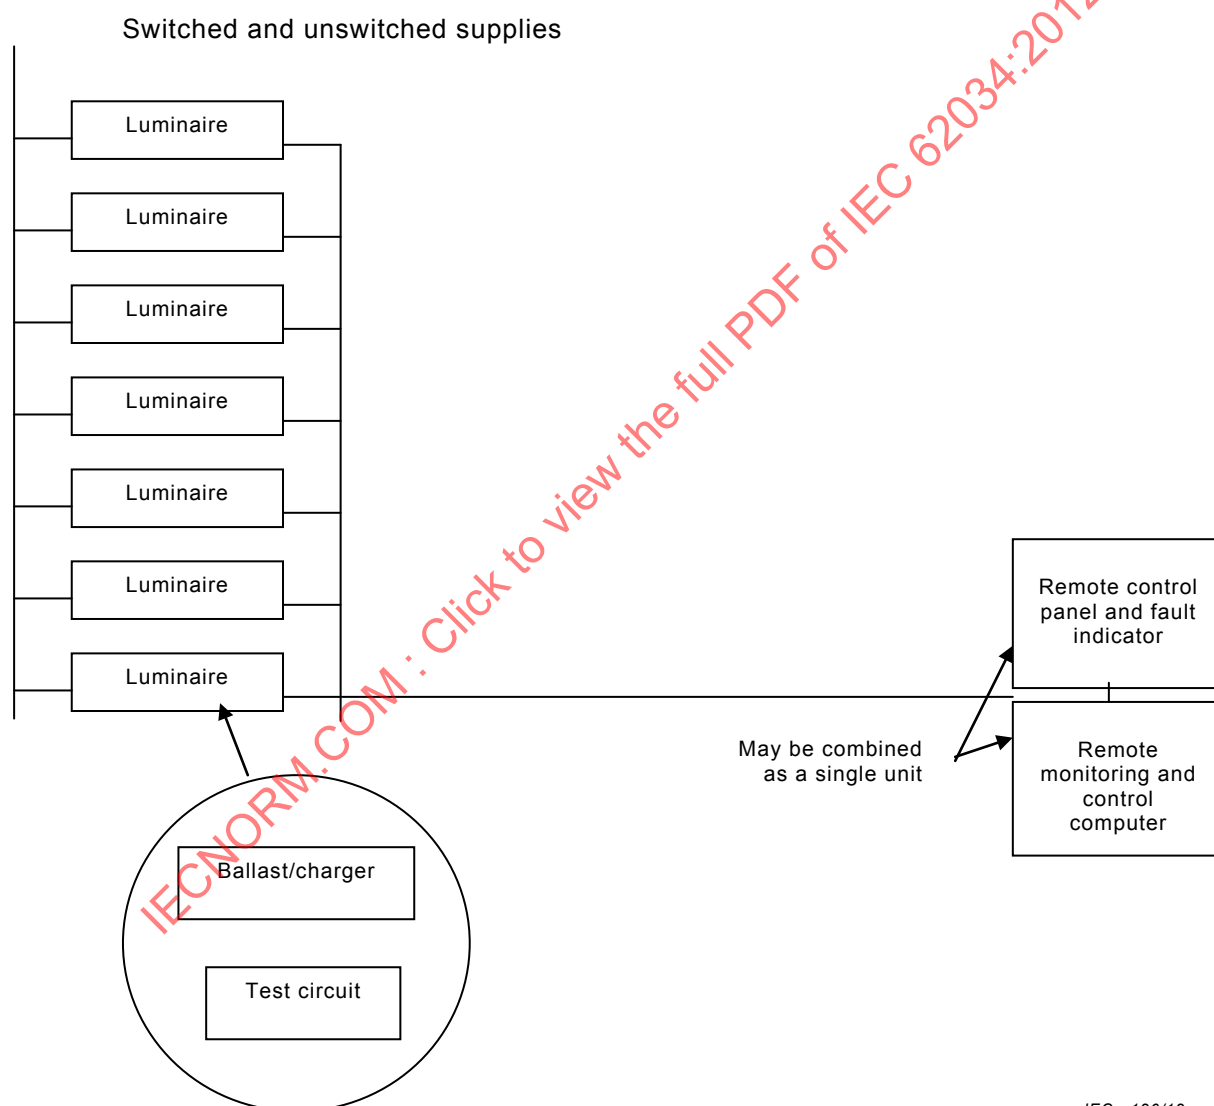 Switched and unswitched supplies
Luminaire
Luminaire
Luminaire
Luminaire
Luminaire
Luminaire
Luminaire
Remote control
panel and fault
indicator
May be combined
as a single unit
Remote
monitoring and
control
computer
Ballast/charger
Test circuit
IECNORM.COM : Click to view the full PDF of IEC 62034:2012